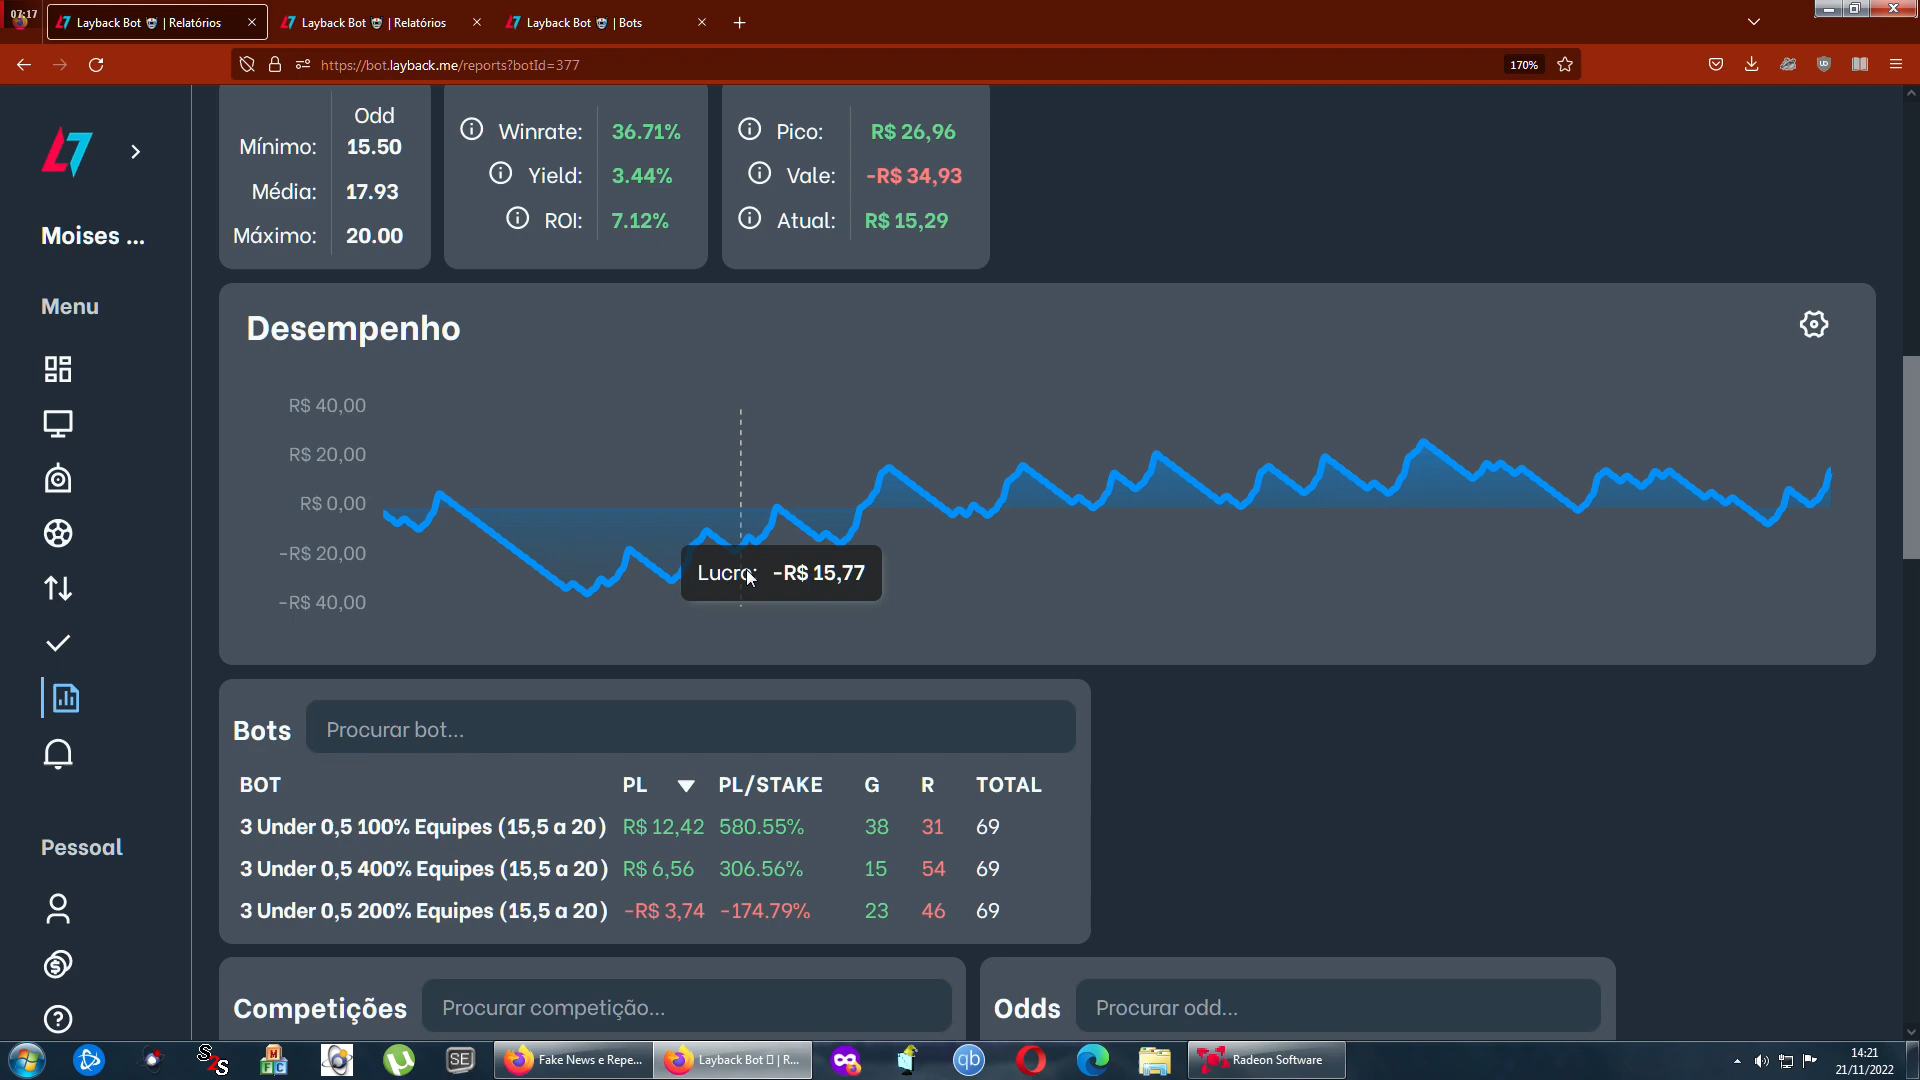 07:17
Layback Bot | Relatórios
Layback Bot | Relatórios
Layback Bot | Bots
https://bot.layback.me/reports?botId=377
170%
Moises ...
Menu
Pessoal
Odd
Mínimo: 15.50
Média: 17.93
Máximo: 20.00
Winrate: 36.71%
Yield: 3.44%
ROI: 7.12%
Pico: R$ 26,96
Vale: -R$ 34,93
Atual: R$ 15,29
Desempenho
R$ 40,00
R$ 20,00
R$ 0,00
-R$ 20,00
-R$ 40,00
Lucro: -R$ 15,77
Bots Procurar bot...
BOT PL PL/STAKE G R TOTAL
3 Under 0,5 100% Equipes (15,5 a 20) R$ 12,42 580.55% 38 31 69
3 Under 0,5 400% Equipes (15,5 a 20) R$ 6,56 306.56% 15 54 69
3 Under 0,5 200% Equipes (15,5 a 20) -R$ 3,74 -174.79% 23 46 69
Competições Procurar competição...
Odds Procurar odd...
Fake News e Repe...
Layback Bot | R...
Radeon Software
14:21
21/11/2022